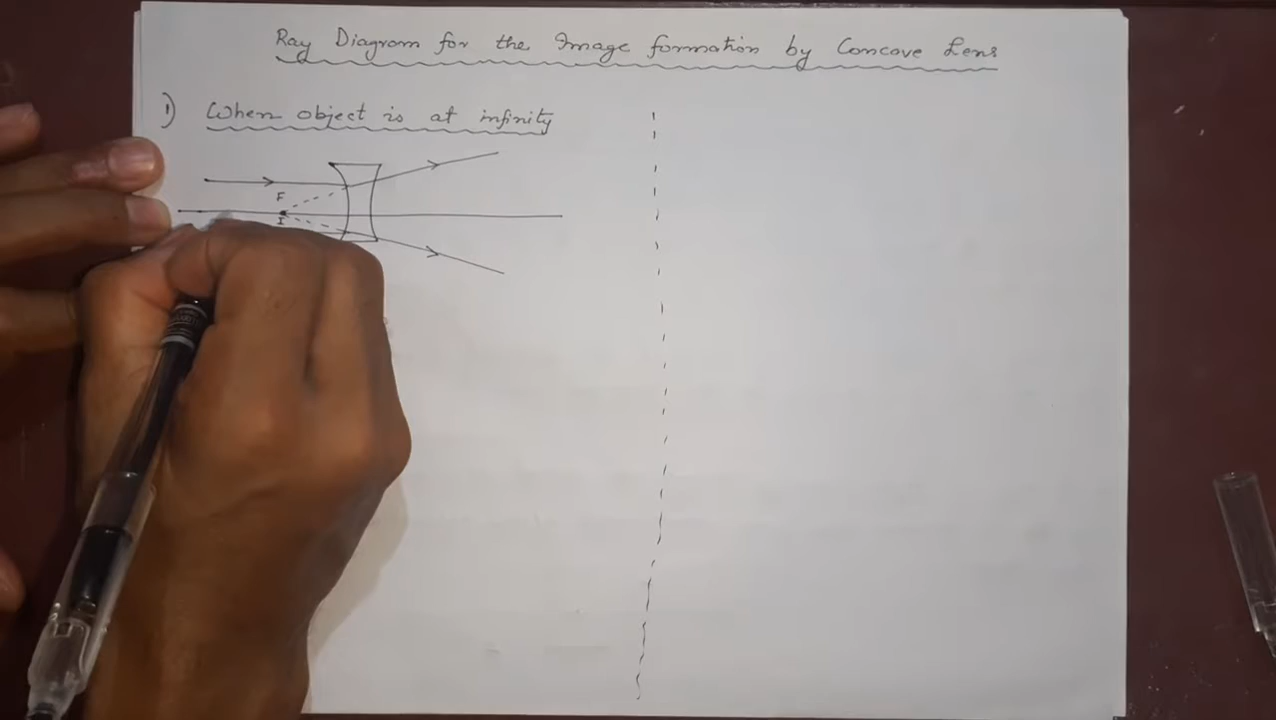 Ray Diagram for the Image formation by Concave Lens
1) When object is at infinity
F
I